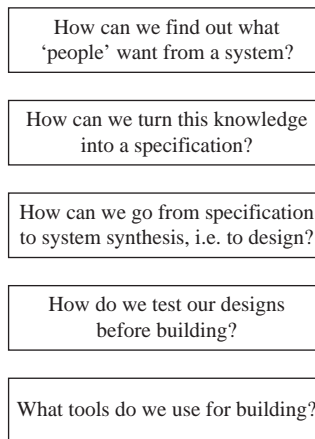 How can we find out what
‘people’ want from a system?
How can we turn this knowledge
into a specification?
How can we go from specification
to system synthesis, i.e. to design?
How do we test our designs
before building?
What tools do we use for building?